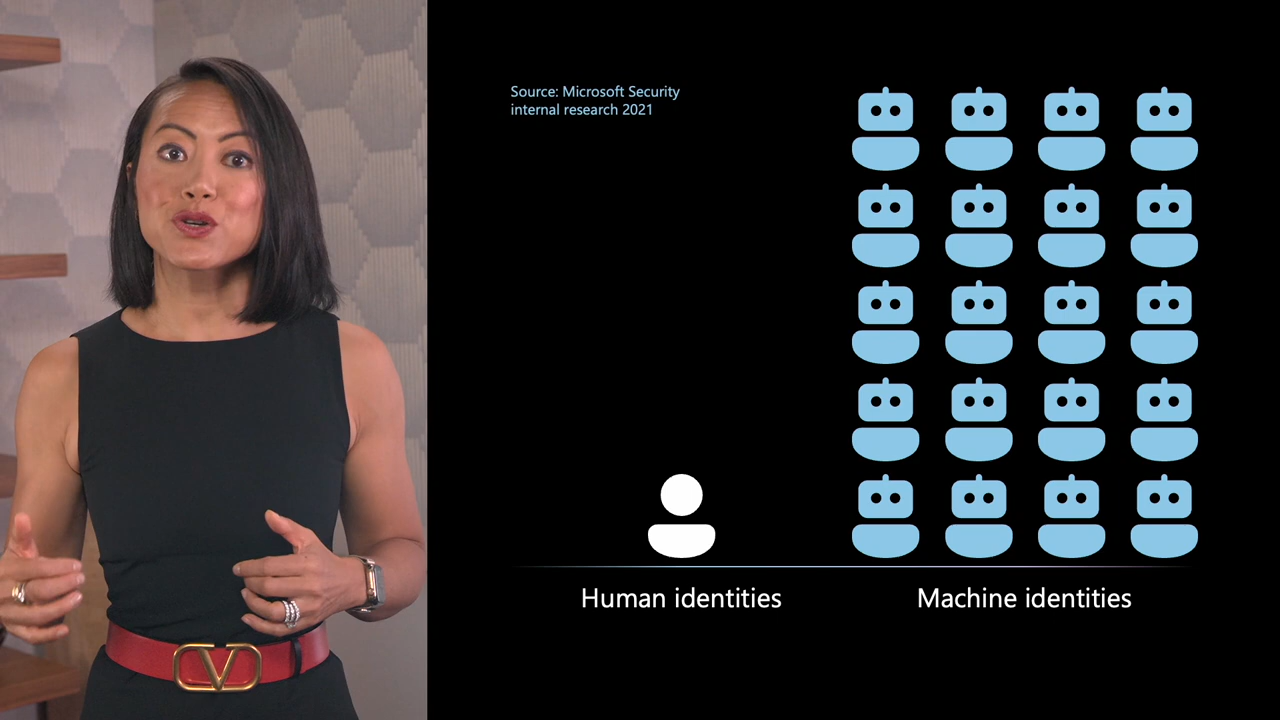 Source: Microsoft Security
internal research 2021
Human identities
Machine identities